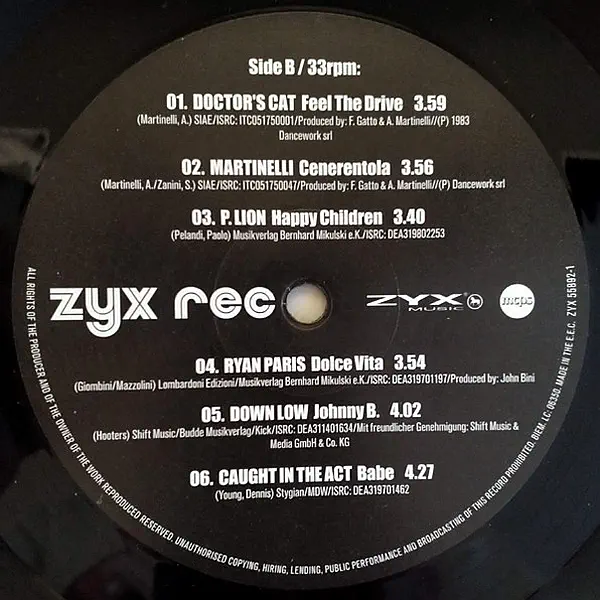 Side B / 33rpm:
01. DOCTOR'S CAT Feel The Drive 3.59
(Martinelli, A.) SIAE/ISRC: ITC051750001/Produced by: F. Gatto & A. Martinelli//(P) 1983
Dancework srl
02. MARTINELLI Cenerentola 3.56
(Martinelli, A./Zanini, S.) SIAE/ISRC: ITC051750047/Produced by: F. Gatto & A. Martinelli//(P) Dancework srl
03. P. LION Happy Children 3.40
(Pelandi, Paolo) Musikverlag Bernhard Mikulski e.K./ISRC: DEA319802253
zyx rec
ZYX
MUSIC
mcps
04. RYAN PARIS Dolce Vita 3.54
(Giombini/Mazzolini) Lombardoni Edizioni/Musikverlag Bernhard Mikulski e.K./ISRC: DEA319701197/Produced by: John Bini
05. DOWN LOW Johnny B. 4.02
(Hooters) Shift Music/Budde Musikverlag/Kick/ISRC: DEA311401634/Mit freundlicher Genehmigung: Shift Music &
Media GmbH & Co. KG
06. CAUGHT IN THE ACT Babe 4.27
(Young, Dennis) Stygian/MDW/ISRC: DEA319701462
ALL RIGHTS OF THE PRODUCER AND OF THE OWNER OF THE WORK REPRODUCED RESERVED. UNAUTHORISED COPYING, HIRING, LENDING, PUBLIC PERFORMANCE AND BROADCASTING OF THIS RECORD PROHIBITED. BIEM. LC: 06350. MADE IN THE E.E.C. ZYX 55892-1